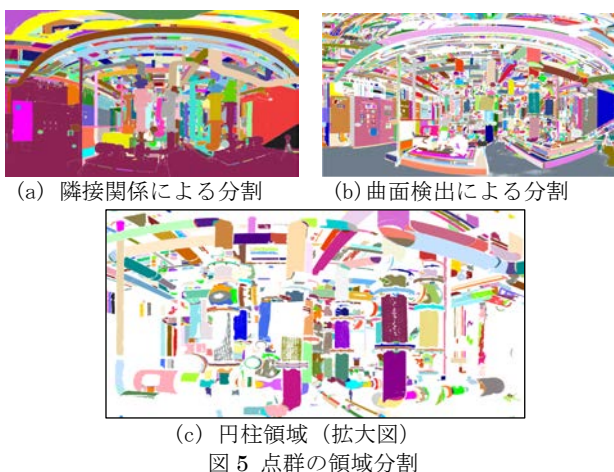 (a) 隣接関係による分割
(b)曲面検出による分割
(c) 円柱領域（拡大図）
図5 点群の領域分割